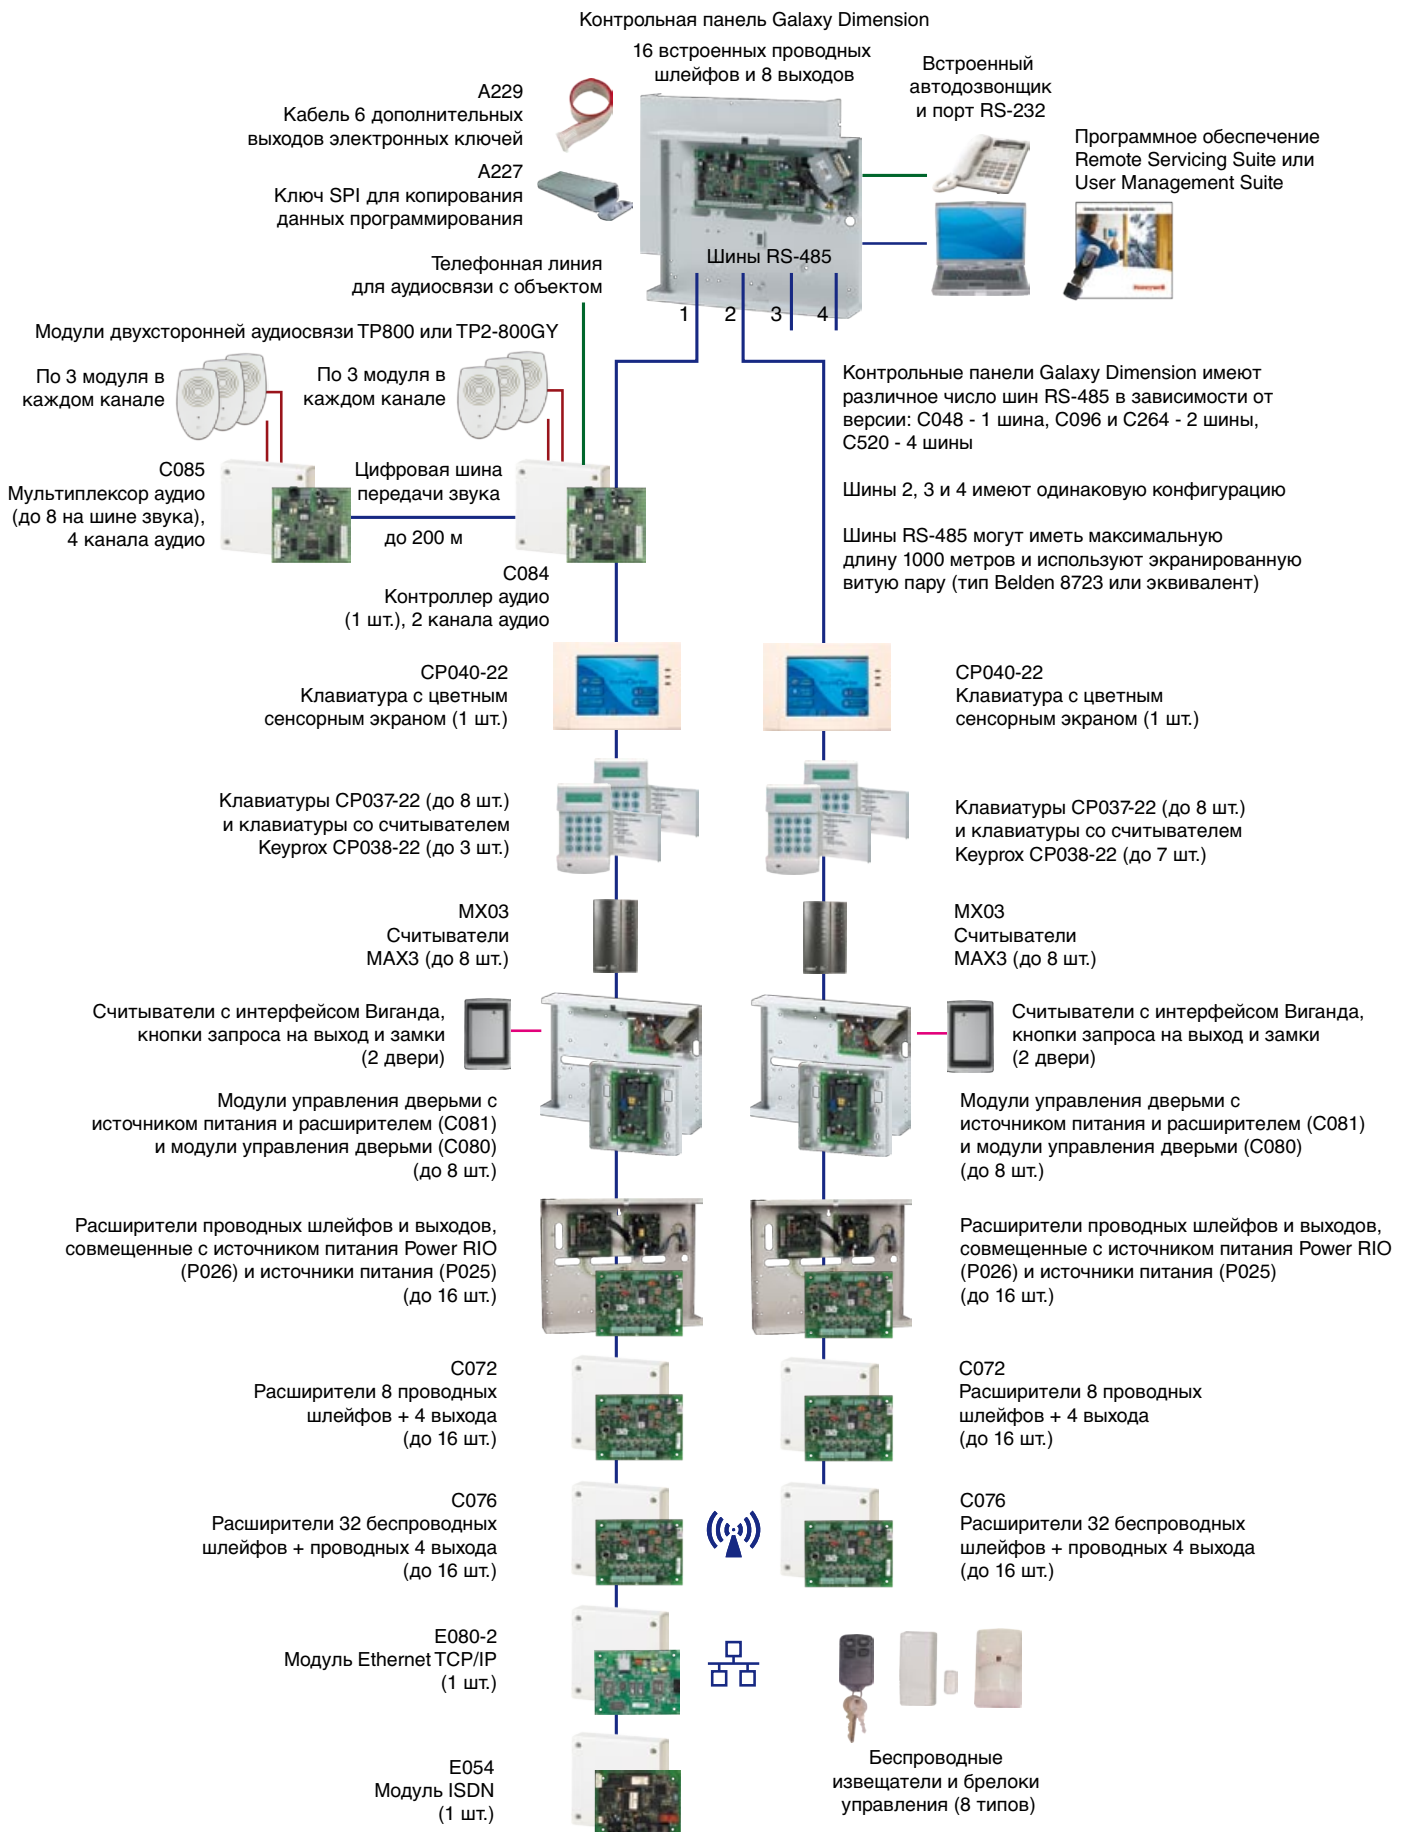 Контрольная панель Galaxy Dimension
16 встроенных проводных
шлейфов и 8 выходов
Встроенный
автодозвонщик
и порт RS-232
A229
Кабель 6 дополнительных
выходов электронных ключей
Программное обеспечение
Remote Servicing Suite или
User Management Suite
A227
Ключ SPI для копирования
данных программирования
Honeywell
Шины RS-485
1 2 3 4
Телефонная линия
для аудиосвязи с объектом
Модули двухсторонней аудиосвязи TP800 или TP2-800GY
По 3 модуля в
каждом канале
По 3 модуля в
каждом канале
C085
Мультиплексор аудио
(до 8 на шине звука),
4 канала аудио
Цифровая шина
передачи звука
до 200 м
C084
Контроллер аудио
(1 шт.), 2 канала аудио
Контрольные панели Galaxy Dimension имеют
различное число шин RS-485 в зависимости от
версии: C048 - 1 шина, C096 и C264 - 2 шины,
C520 - 4 шины
Шины 2, 3 и 4 имеют одинаковую конфигурацию
Шины RS-485 могут иметь максимальную
длину 1000 метров и используют экранированную
витую пару (тип Belden 8723 или эквивалент)
CP040-22
Клавиатура с цветным
сенсорным экраном (1 шт.)
CP040-22
Клавиатура с цветным
сенсорным экраном (1 шт.)
Клавиатуры CP037-22 (до 8 шт.)
и клавиатуры со считывателем
Keyprox CP038-22 (до 3 шт.)
Клавиатуры CP037-22 (до 8 шт.)
и клавиатуры со считывателем
Keyprox CP038-22 (до 7 шт.)
MX03
Считыватели
MAX3 (до 8 шт.)
MX03
Считыватели
MAX3 (до 8 шт.)
Считыватели с интерфейсом Виганда,
кнопки запроса на выход и замки
(2 двери)
Считыватели с интерфейсом Виганда,
кнопки запроса на выход и замки
(2 двери)
Модули управления дверьми с
источником питания и расширителем (C081)
и модули управления дверьми (C080)
(до 8 шт.)
Модули управления дверьми с
источником питания и расширителем (C081)
и модули управления дверьми (C080)
(до 8 шт.)
Расширители проводных шлейфов и выходов,
совмещенные с источником питания Power RIO
(P026) и источники питания (P025)
(до 16 шт.)
Расширители проводных шлейфов и выходов,
совмещенные с источником питания Power RIO
(P026) и источники питания (P025)
(до 16 шт.)
C072
Расширители 8 проводных
шлейфов + 4 выхода
(до 16 шт.)
C072
Расширители 8 проводных
шлейфов + 4 выхода
(до 16 шт.)
C076
Расширители 32 беспроводных
шлейфов + проводных 4 выхода
(до 16 шт.)
C076
Расширители 32 беспроводных
шлейфов + проводных 4 выхода
(до 16 шт.)
E080-2
Модуль Ethernet TCP/IP
(1 шт.)
E054
Модуль ISDN
(1 шт.)
Беспроводные
извещатели и брелоки
управления (8 типов)